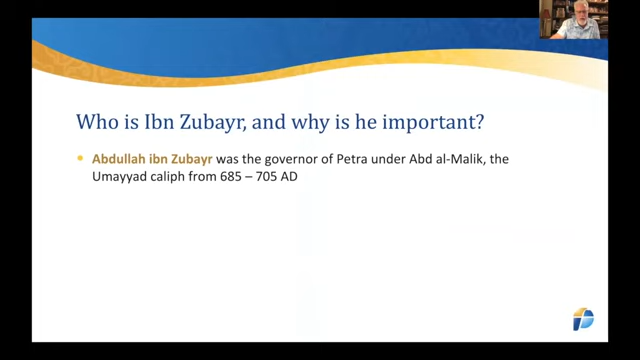 Who is Ibn Zubayr, and why is he important?
Abdullah ibn Zubayr was the governor of Petra under Abd al-Malik, the
Umayyad caliph from 685 – 705 AD